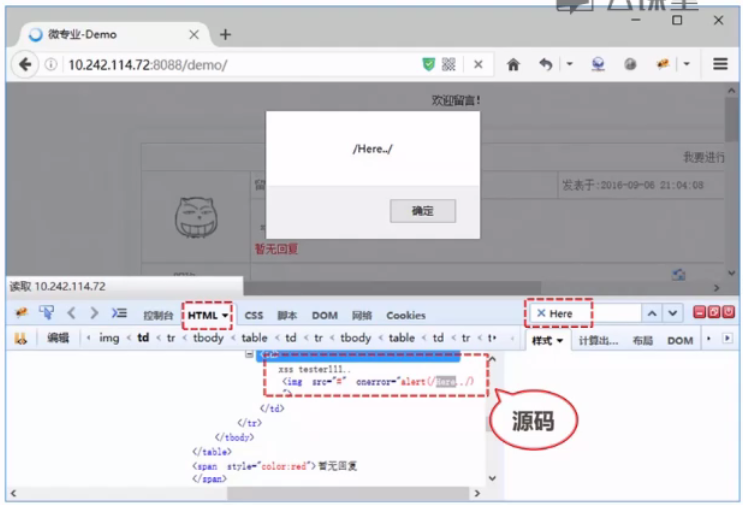 云课堂
微专业-Demo
10.242.114.72:8088/demo/
欢迎留言!
/Here../
确定
我要进行
留
发表于:2016-09-06 21:04:08
暂无回复
读取 10.242.114.72
控制台 HTML CSS 脚本 DOM 网络 Cookies
Here
编辑 img < td < tr < tbody < table < td < tr < tbody < table < td < tr < t
样式 计算出... 布局 DOM
xss tester111..
<img src="#" onerror="alert(/Here../)
">
</td>
</tr>
</tbody>
</table>
<span style="color:red">暂无回复
</span>
源码